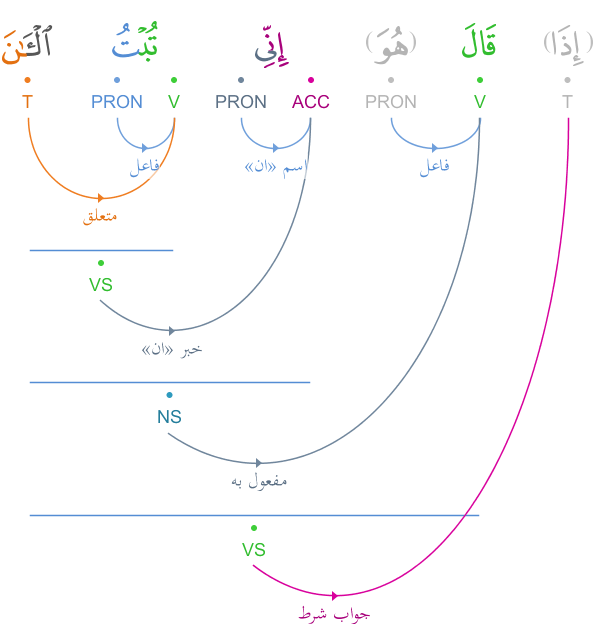 (إِذَا) قَالَ (هُوَ) إِنِّي تُبْتُ ٱلْـَٰٔنَ
T V PRON ACC PRON V PRON T
فاعل اسم «ان» فاعل
متعلق
VS
خبر «ان»
NS
مفعول به
VS
جواب شرط